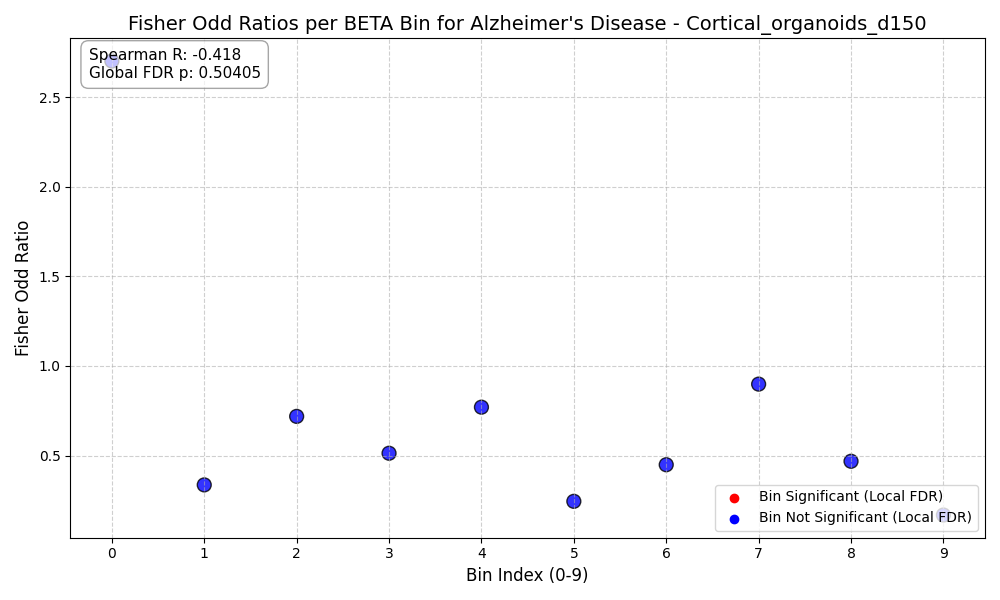 Fisher Odd Ratios per BETA Bin for Alzheimer's Disease - Cortical_organoids_d150
Spearman R: -0.418
Global FDR p: 0.50405
2.5
2.0
1.5
1.0
0.5
Fisher Odd Ratio
Bin Significant (Local FDR)
Bin Not Significant (Local FDR)
0 1 2 3 4 5 6 7 8 9
Bin Index (0-9)